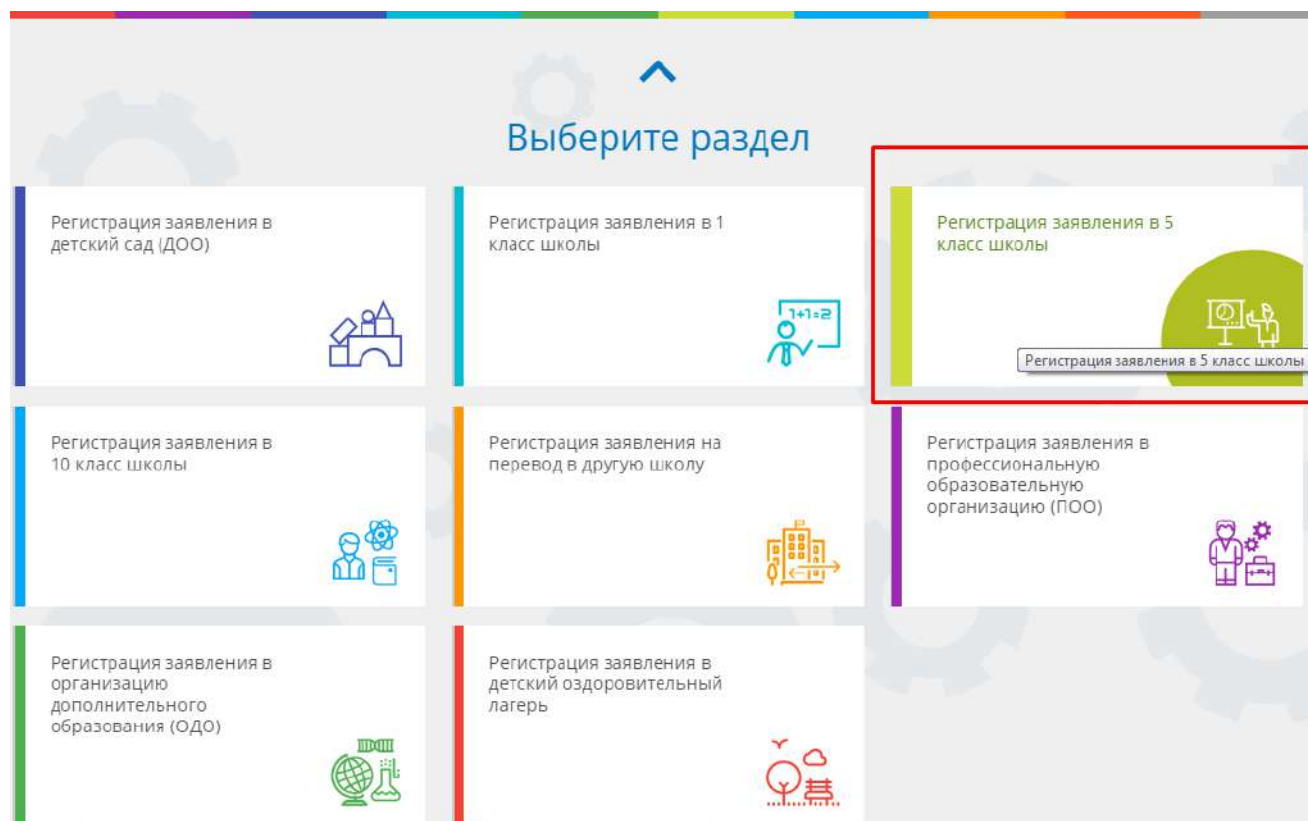 Выберите раздел
Регистрация заявления в
детский сад (ДОО)
Регистрация заявления в 1
класс школы
1+1=2
Регистрация заявления в 5
класс школы
Регистрация заявления в 5 класс школы
Регистрация заявления в
10 класс школы
Регистрация заявления на
перевод в другую школу
Регистрация заявления в
профессиональную
образовательную
организацию (ПОО)
Регистрация заявления в
организацию
дополнительного
образования (ОДО)
Регистрация заявления в
детский оздоровительный
лагерь